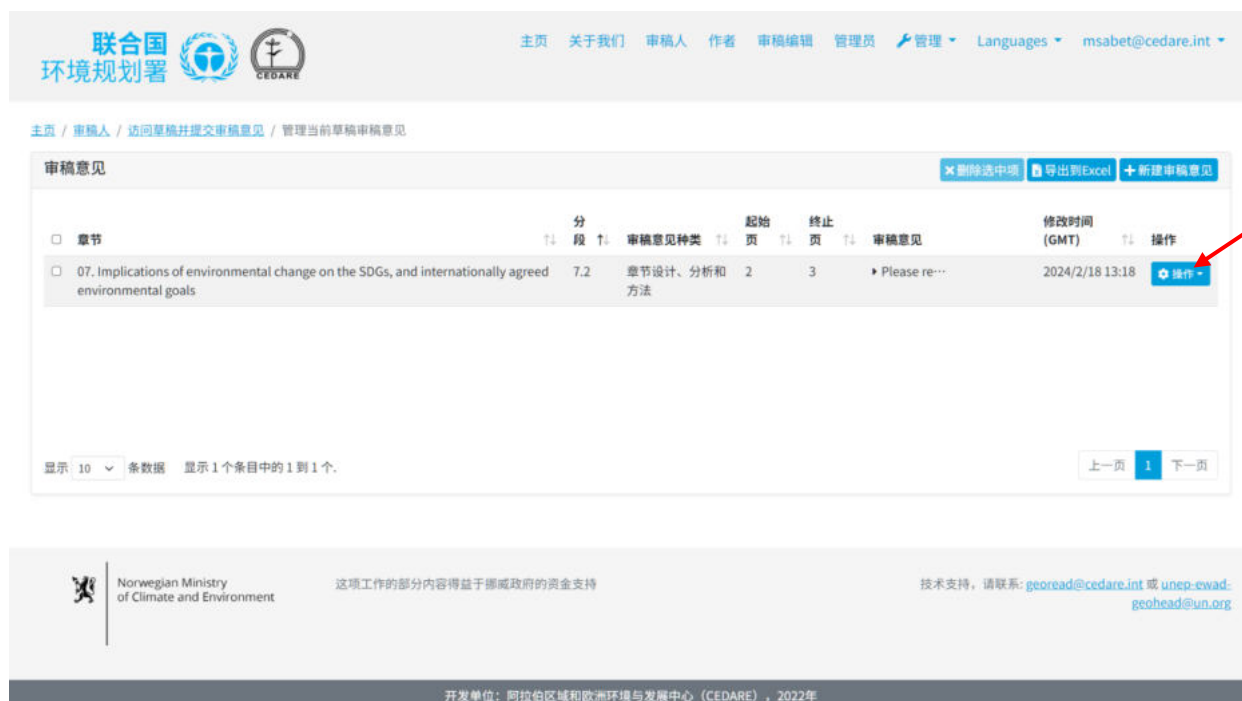 联合国
环境规划署
CEDARE
主页 关于我们 审稿人 作者 审稿编辑 管理员 管理 Languages msabet@cedare.int
主页 / 审稿人 / 访问草稿并提交审稿意见 / 管理当前草稿审稿意见
审稿意见
删除选中项 导出到Excel 新建审稿意见
章节 分段 审稿意见种类 起始页 终止页 审稿意见 修改时间(GMT) 操作
07. Implications of environmental change on the SDGs, and internationally agreed 7.2 章节设计、分析和 2 3 Please re… 2024/2/18 13:18 操作
environmental goals 方法
显示 10 条数据 显示 1 个条目中的 1 到 1 个.
上一页 1 下一页
Norwegian Ministry
of Climate and Environment
这项工作的部分内容得益于挪威政府的资金支持
技术支持，请联系: georead@cedare.int 或 unep-ewad-
geohead@un.org
开发单位：阿拉伯区域和欧洲环境与发展中心（CEDARE），2022年